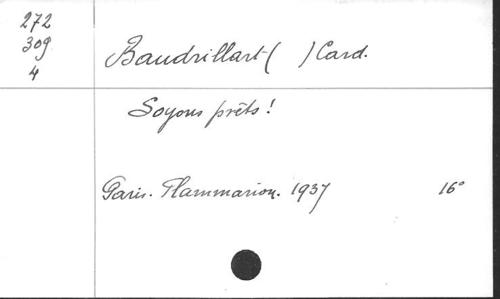 272
309
4
Baudrillart ( ) Card.
Soyons prêts !
Paris. Flammarion. 1937 16°